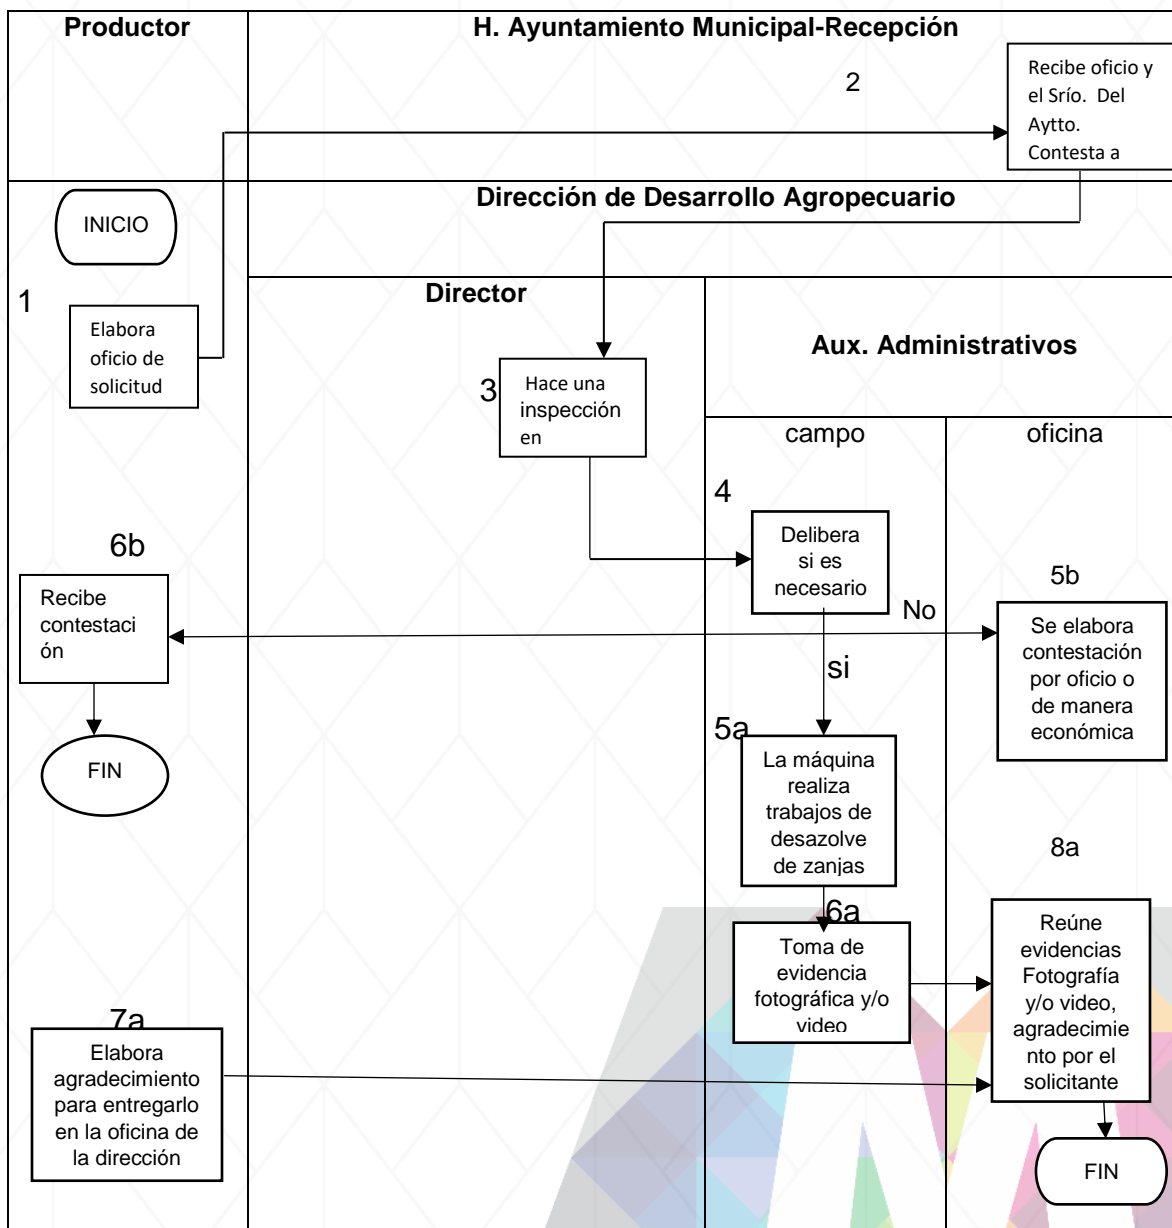 Productor
H. Ayuntamiento Municipal-Recepción
2
Recibe oficio y
el Srío. Del
Aytto.
Contesta a
Dirección de Desarrollo Agropecuario
INICIO
1
Elabora
oficio de
solicitud
Director
Aux. Administrativos
3
Hace una
inspección
en
campo
oficina
4
Delibera
si es
necesario
No
si
6b
Recibe
contestaci
ón
5b
Se elabora
contestación
por oficio o
de manera
económica
FIN
5a
La máquina
realiza
trabajos de
desazolve
de zanjas
6a
Toma de
evidencia
fotográfica y/o
video
8a
Reúne
evidencias
Fotografía
y/o video,
agradecimie
nto por el
solicitante
7a
Elabora
agradecimiento
para entregarlo
en la oficina de
la dirección
FIN